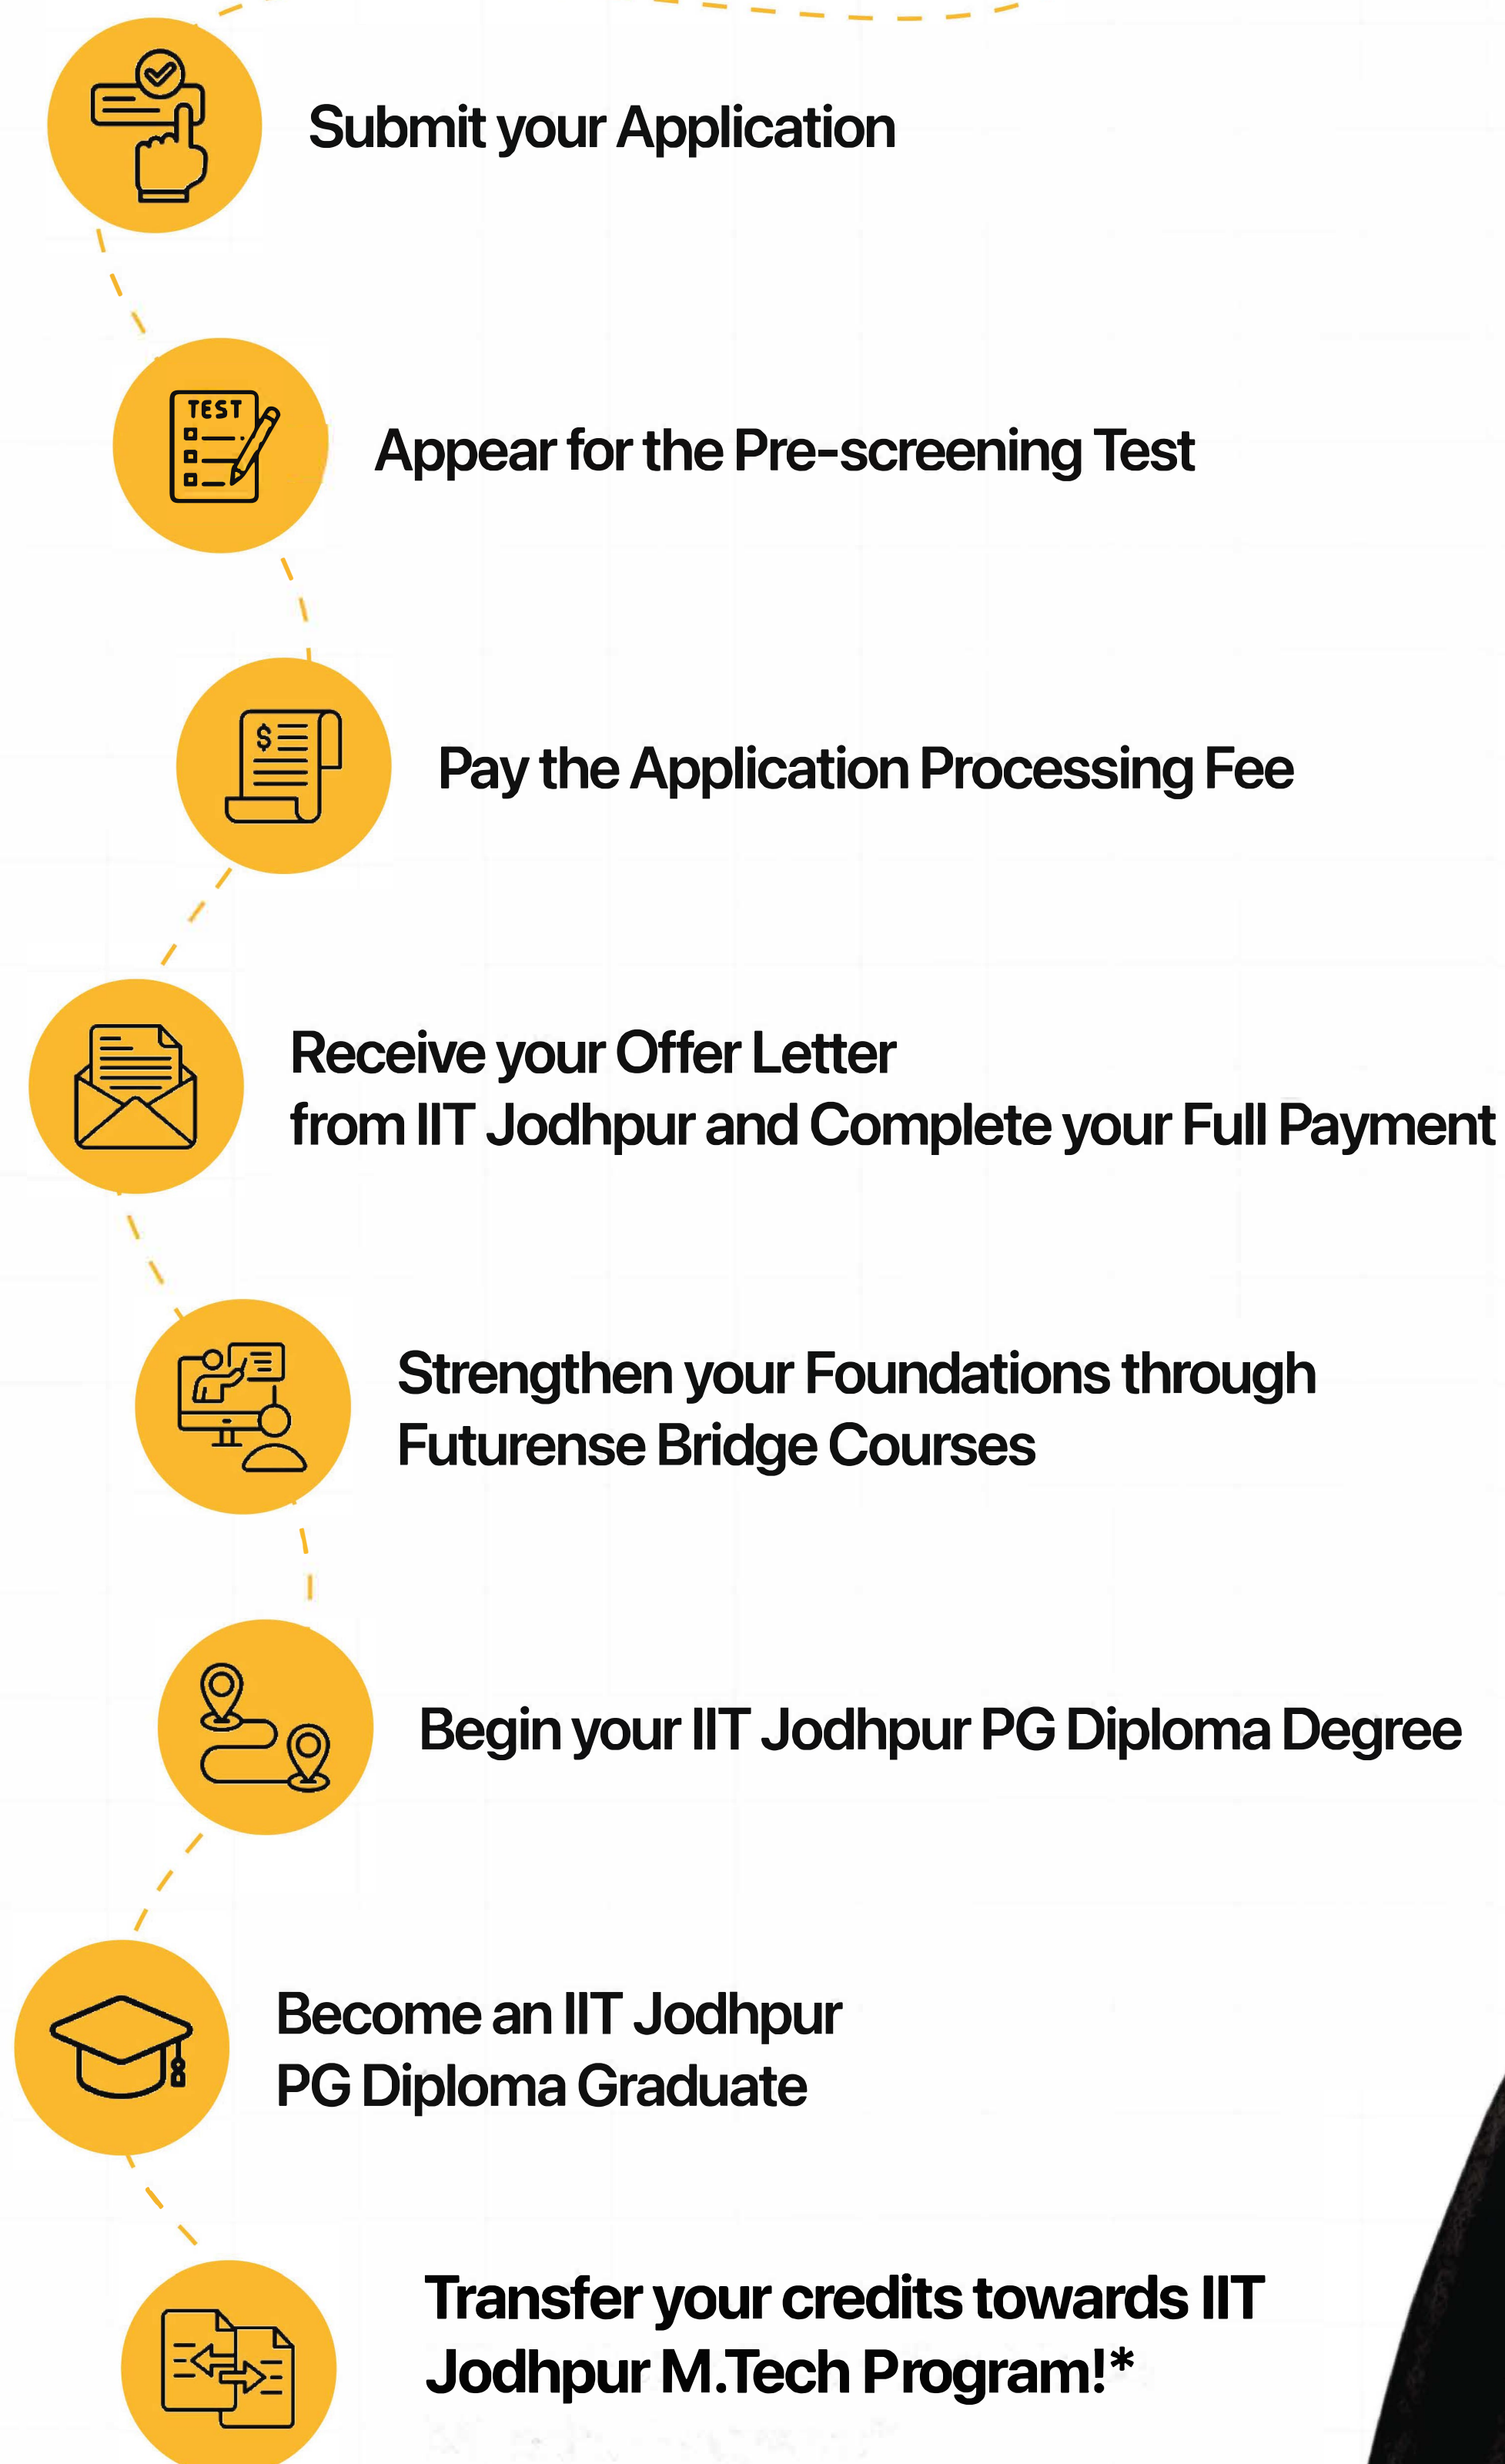 Submit your Application
TEST
Appear for the Pre-screening Test
$
Pay the Application Processing Fee
Receive your Offer Letter
from IIT Jodhpur and Complete your Full Payment
Strengthen your Foundations through
Futurense Bridge Courses
Begin your IIT Jodhpur PG Diploma Degree
Become an IIT Jodhpur
PG Diploma Graduate
Transfer your credits towards IIT
Jodhpur M.Tech Program!*